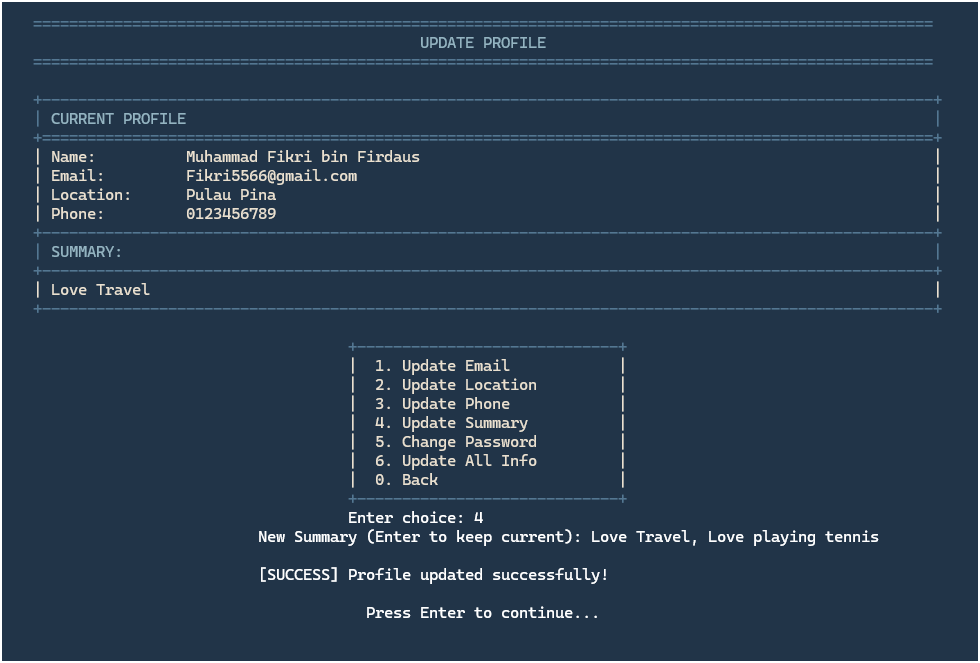 UPDATE PROFILE
CURRENT PROFILE
Name: Muhammad Fikri bin Firdaus
Email: Fikri5566@gmail.com
Location: Pulau Pina
Phone: 0123456789
SUMMARY:
Love Travel
1. Update Email
2. Update Location
3. Update Phone
4. Update Summary
5. Change Password
6. Update All Info
0. Back
Enter choice: 4
New Summary (Enter to keep current): Love Travel, Love playing tennis
[SUCCESS] Profile updated successfully!
Press Enter to continue...